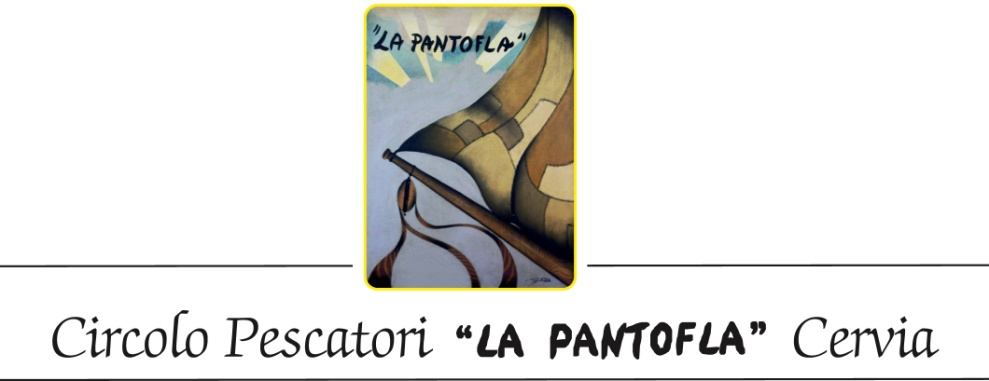 "LA PANTOFLA"
Circolo Pescatori "LA PANTOFLA" Cervia